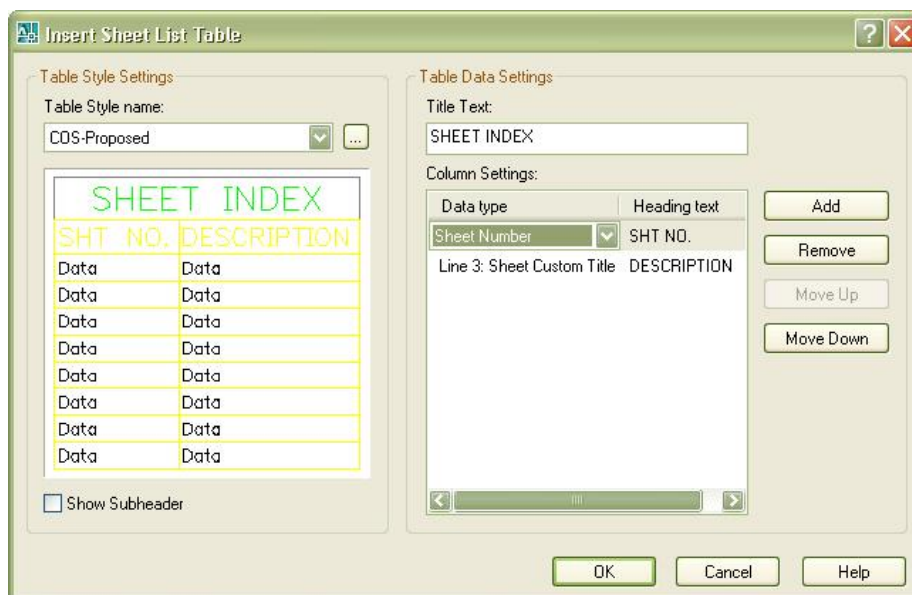 Insert Sheet List Table
Table Style Settings
Table Style name:
COS-Proposed
...
SHEET INDEX
SHT NO. DESCRIPTION
Data Data
Data Data
Data Data
Data Data
Data Data
Data Data
Data Data
Data Data
Show Subheader
Table Data Settings
Title Text:
SHEET INDEX
Column Settings:
Data type Heading text
Sheet Number SHT NO.
Line 3: Sheet Custom Title DESCRIPTION
Add
Remove
Move Up
Move Down
OK Cancel Help